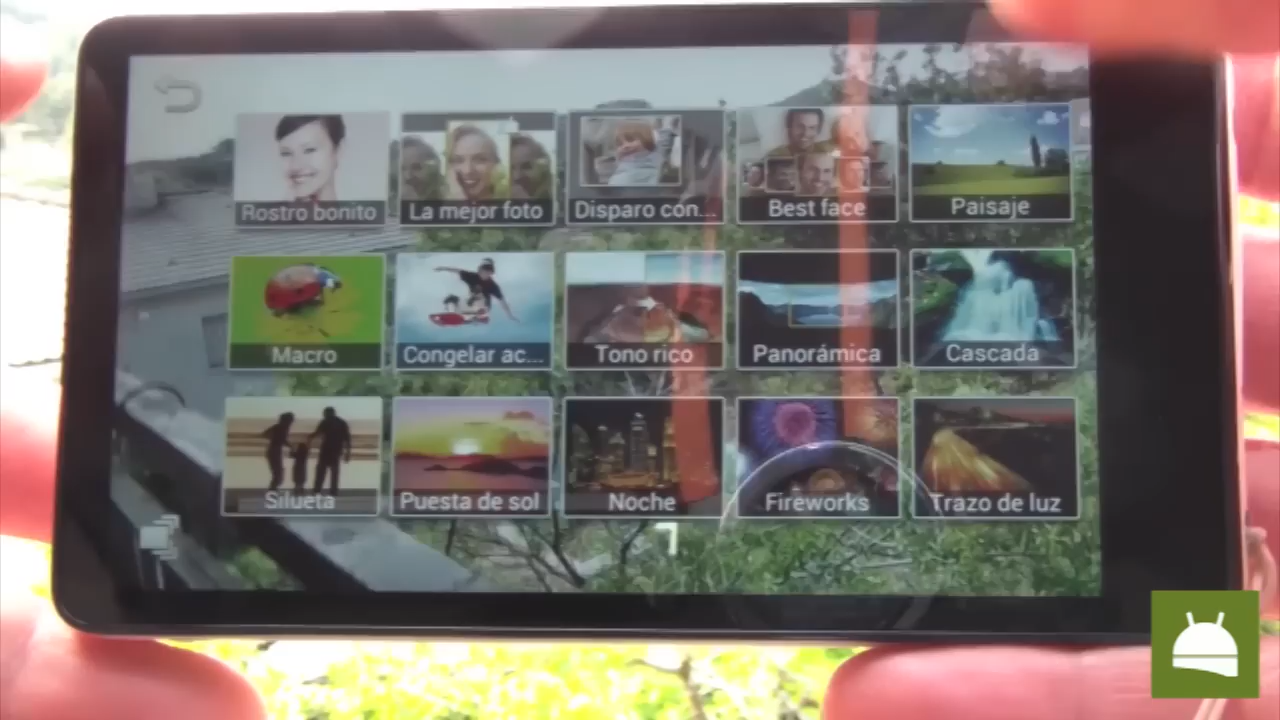 Rostro bonito
La mejor foto
Disparo con...
Best face
Paisaje
Macro
Congelar ac...
Tono rico
Panorámica
Cascada
Silueta
Puesta de sol
Noche
Fireworks
Trazo de luz